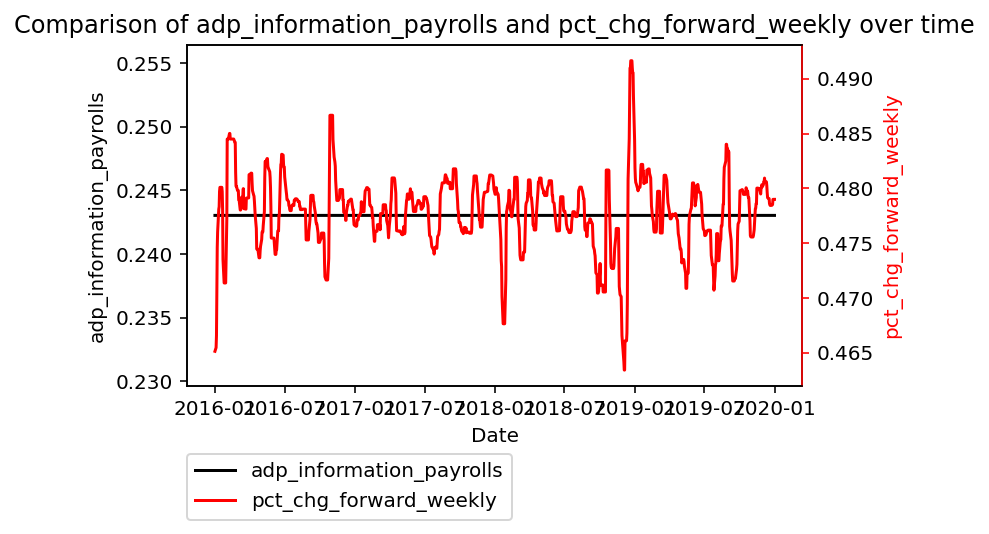 Comparison of adp_information_payrolls and pct_chg_forward_weekly over time
adp_information_payrolls
0.255
0.250
0.245
0.240
0.235
0.230
0.490
0.485
0.480
0.475
0.470
0.465
pct_chg_forward_weekly
2016-01 2016-07 2017-01 2017-07 2018-01 2018-07 2019-01 2019-07 2020-01
Date
adp_information_payrolls
pct_chg_forward_weekly